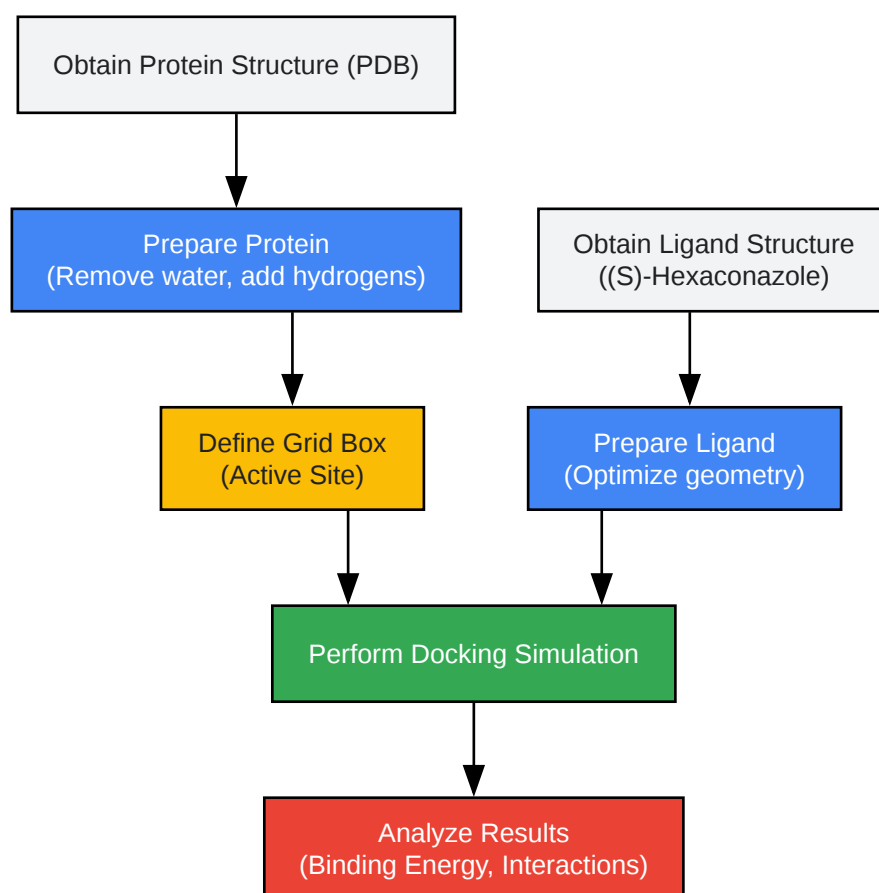 Obtain Protein Structure (PDB)
Prepare Protein
(Remove water, add hydrogens)
Obtain Ligand Structure
((S)-Hexaconazole)
Define Grid Box
(Active Site)
Prepare Ligand
(Optimize geometry)
Perform Docking Simulation
Analyze Results
(Binding Energy, Interactions)